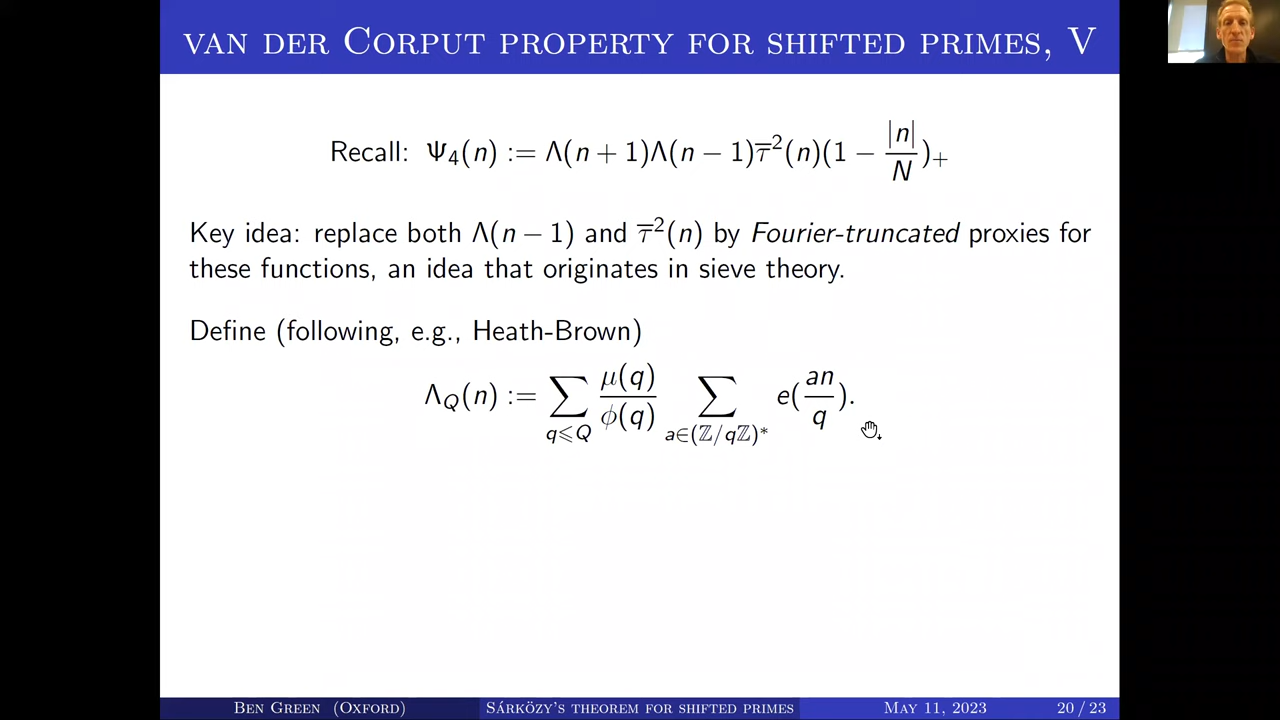 VAN DER CORPUT PROPERTY FOR SHIFTED PRIMES, V
Recall: Ψ₄(n) := Λ(n + 1)Λ(n − 1)τ̅²(n)(1 − |n|/N)₊
Key idea: replace both Λ(n − 1) and τ̅²(n) by Fourier-truncated proxies for
these functions, an idea that originates in sieve theory.
Define (following, e.g., Heath-Brown)
Λ_Q(n) := ∑_{q⩽Q} μ(q)/ϕ(q) ∑_{a∈(ℤ/qℤ)*} e(an/q).
BEN GREEN (OXFORD) SÁRKÖZY'S THEOREM FOR SHIFTED PRIMES MAY 11, 2023 20 / 23